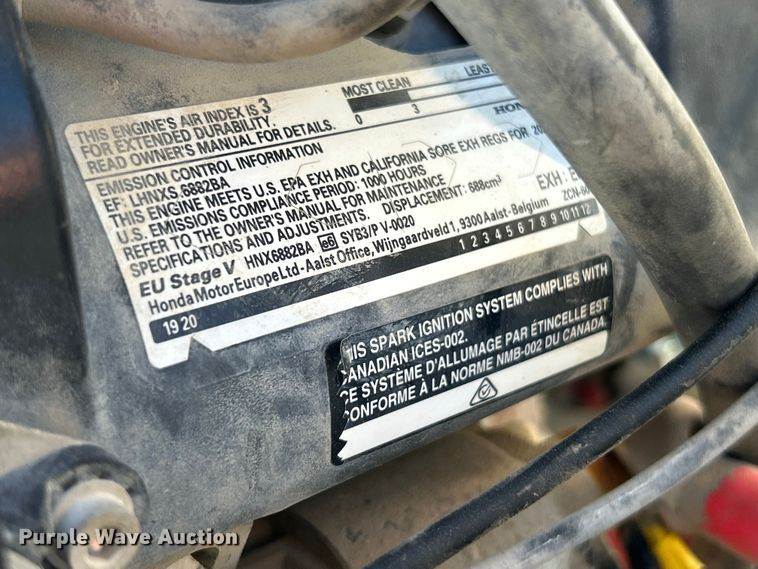 THIS ENGINE'S AIR INDEX IS 3
FOR EXTENDED DURABILITY.
READ OWNER'S MANUAL FOR DETAILS.
MOST CLEAN LEAST
0 3
EMISSION CONTROL INFORMATION
EF: LHNXS.6882BA
THIS ENGINE MEETS U.S. EPA EXH AND CALIFORNIA SORE EXH REGS FOR
U.S. EMISSIONS COMPLIANCE PERIOD: 1000 HOURS
REFER TO THE OWNER'S MANUAL FOR MAINTENANCE
SPECIFICATIONS AND ADJUSTMENTS. DISPLACEMENT: 688cm³ EXH:
EU Stage V HNX6882BA e6 SYB3/P V-0020
Honda Motor Europe Ltd - Aalst Office, Wijngaardveld 1, 9300 Aalst - Belgium
19 20 1 2 3 4 5 6 7 8 9 10 11 12
THIS SPARK IGNITION SYSTEM COMPLIES WITH
CANADIAN ICES-002.
CE SYSTÈME D'ALLUMAGE PAR ÉTINCELLE EST
CONFORME À LA NORME NMB-002 DU CANADA.
Purple Wave Auction